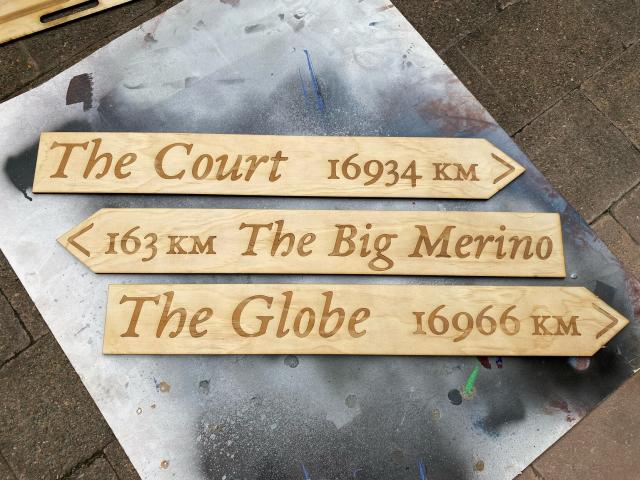 The Court 16934 KM >
< 163 KM The Big Merino
The Globe 16966 KM >